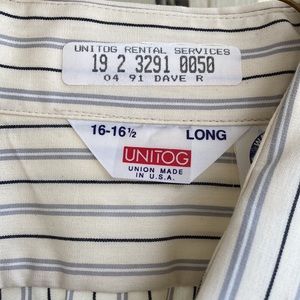 UNITOG RENTAL SERVICES
19 2 3291 0050
04 91 DAVE R
16-16½ LONG
UNITOG
UNION MADE
IN U.S.A.